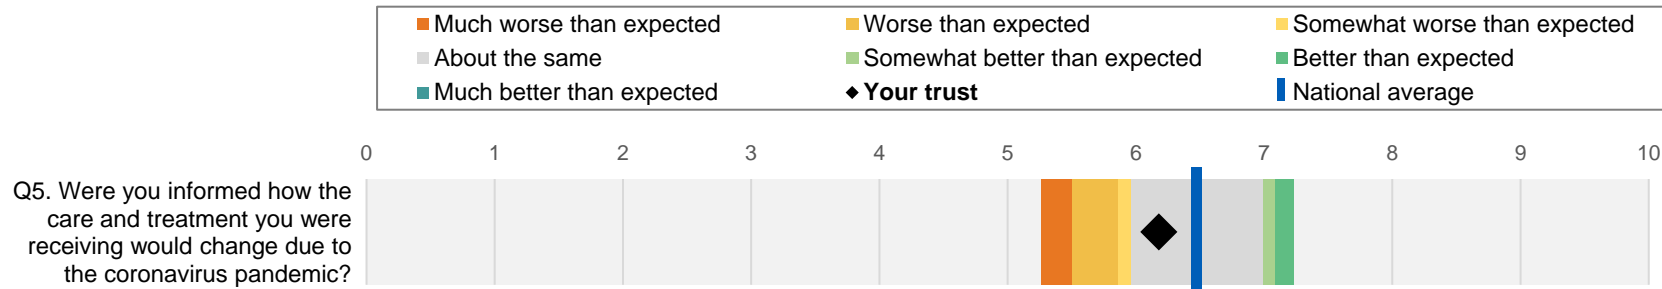 Much worse than expected
Worse than expected
Somewhat worse than expected
About the same
Somewhat better than expected
Better than expected
Much better than expected
Your trust
National average
0 1 2 3 4 5 6 7 8 9 10
Q5. Were you informed how the
care and treatment you were
receiving would change due to
the coronavirus pandemic?